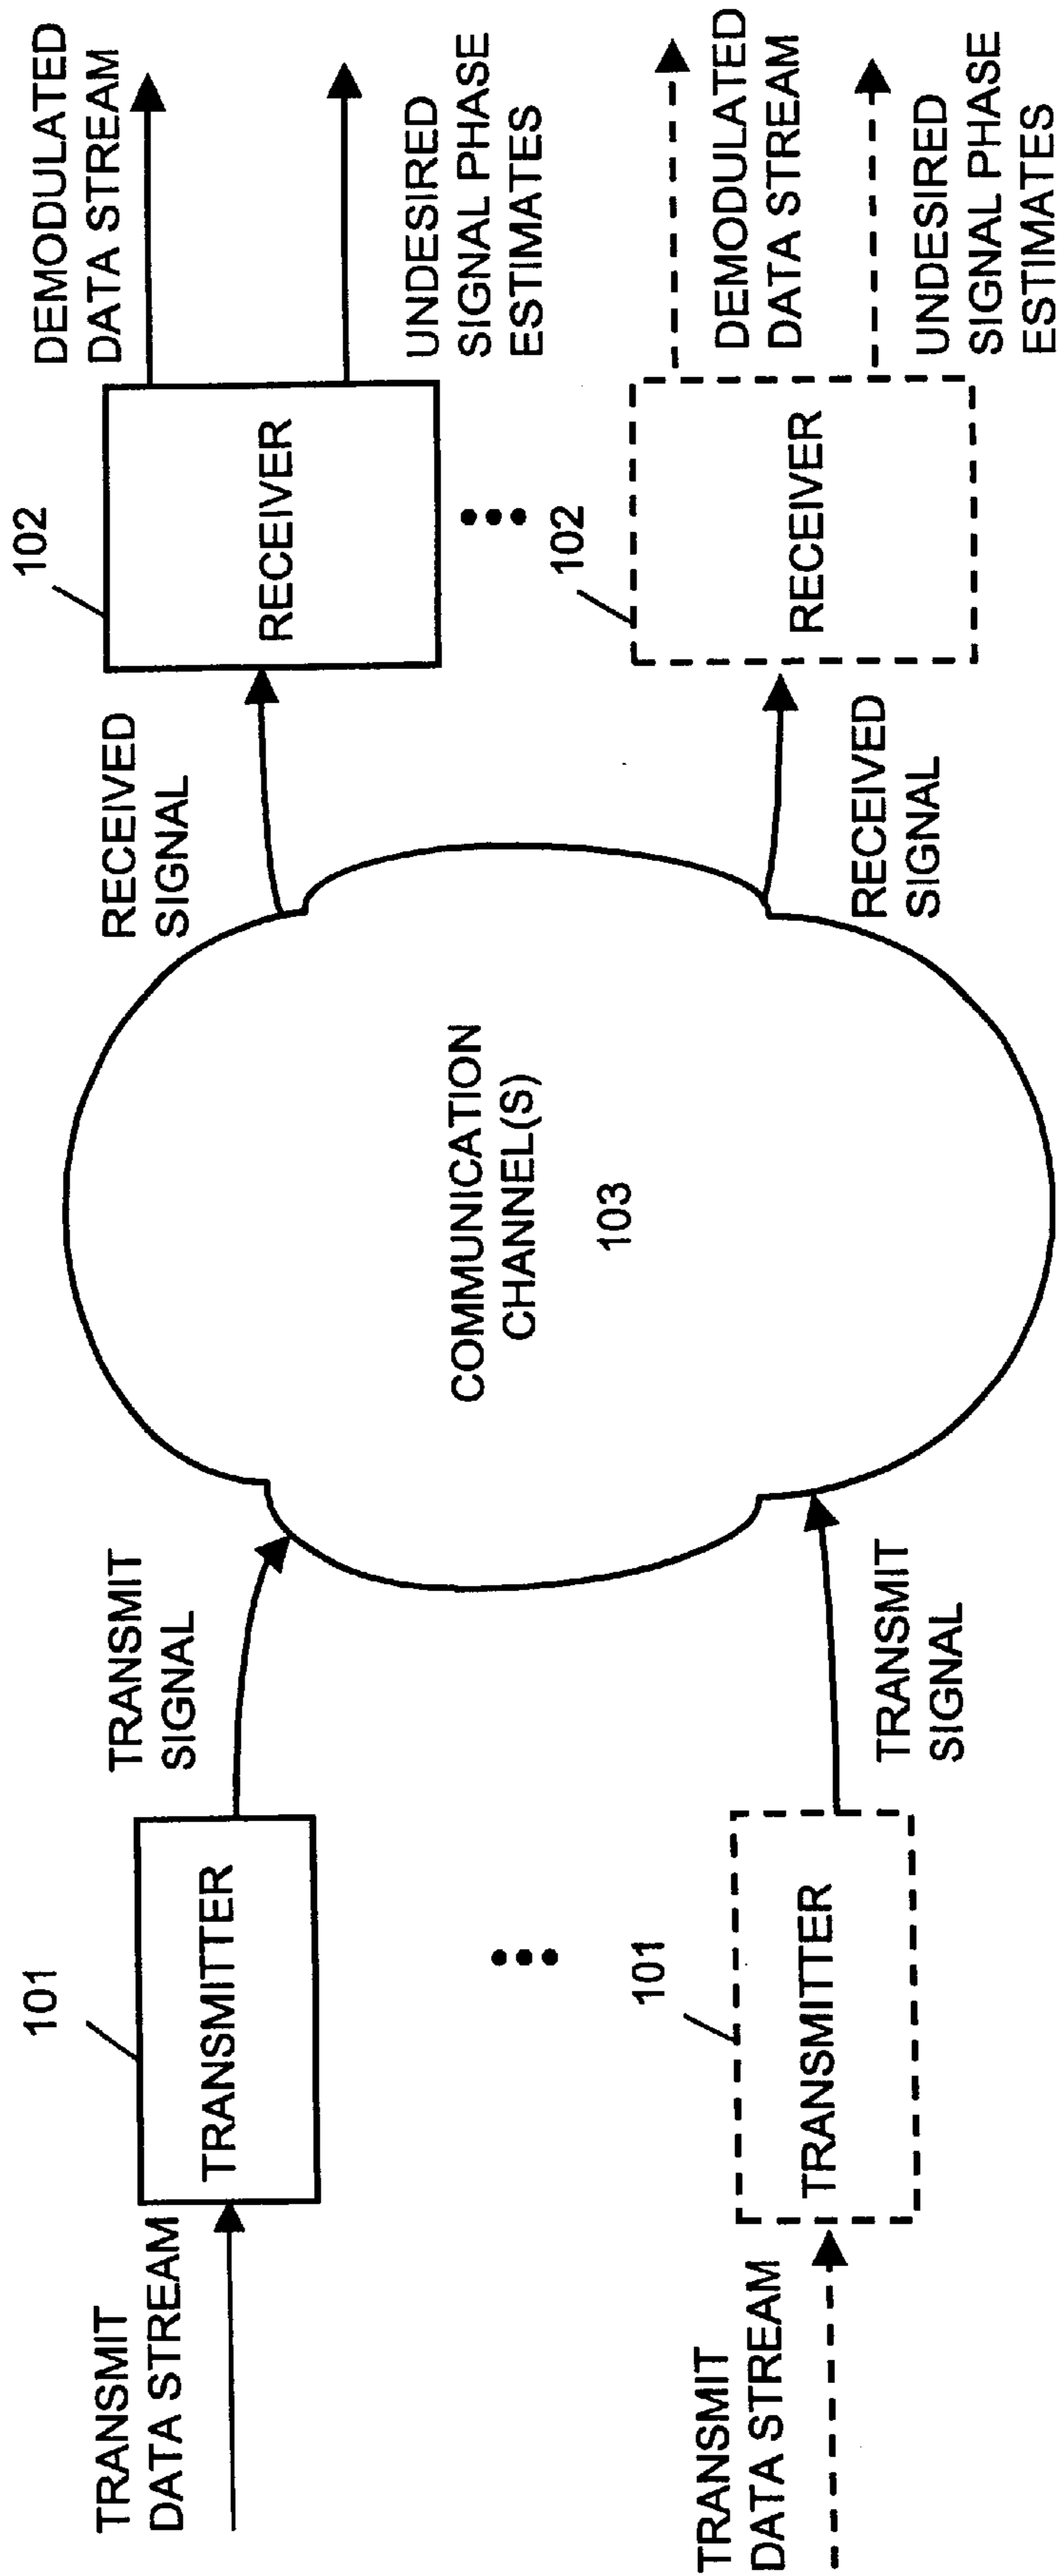 TRANSMIT
DATA STREAM
101
TRANSMITTER
TRANSMIT
SIGNAL
COMMUNICATION
CHANNEL(S)
103
RECEIVED
SIGNAL
102
RECEIVER
DEMODULATED
DATA STREAM
UNDESIRED
SIGNAL PHASE
ESTIMATES
TRANSMIT
DATA STREAM
101
TRANSMITTER
TRANSMIT
SIGNAL
RECEIVED
SIGNAL
102
RECEIVER
DEMODULATED
DATA STREAM
UNDESIRED
SIGNAL PHASE
ESTIMATES